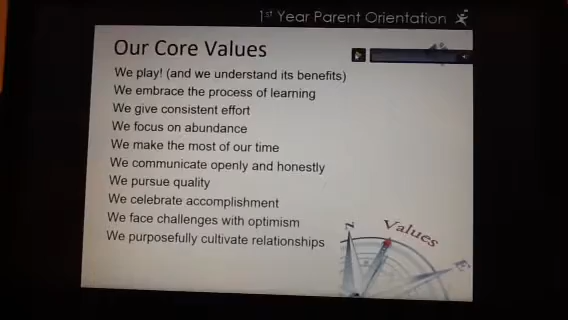 1st Year Parent Orientation
Our Core Values
We play! (and we understand its benefits)
We embrace the process of learning
We give consistent effort
We focus on abundance
We make the most of our time
We communicate openly and honestly
We pursue quality
We celebrate accomplishment
We face challenges with optimism
We purposefully cultivate relationships
N
Values
E